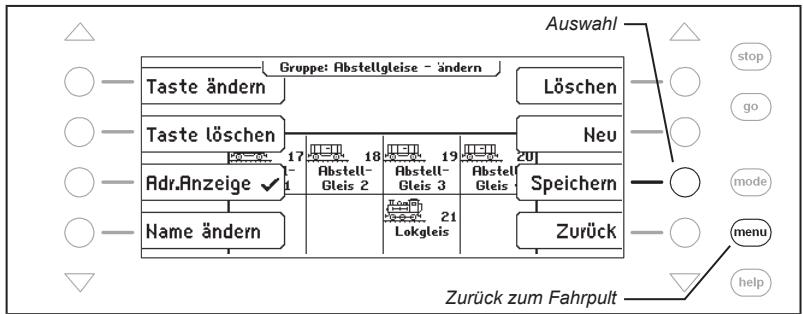 Auswahl
Gruppe: Abstellgleise - ändern
Taste ändern
Löschen
Taste löschen
Neu
17 18 19 20
Adr.Anzeige ✓
Abstell-
Gleis 2
Abstell-
Gleis 3
Abstell
Gleis
Speichern
21
Lokgleis
Name ändern
Zurück
stop
go
mode
menu
help
Zurück zum Fahrpult